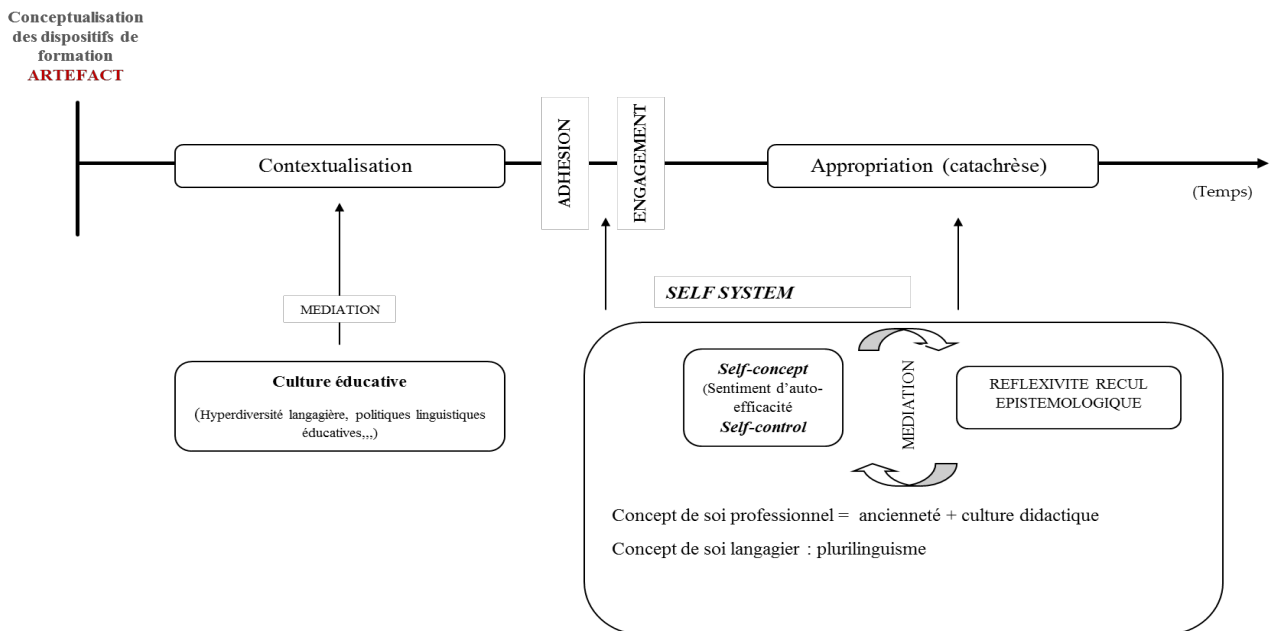 Conceptualisation
des dispositifs de
formation
ARTEFACT
Contextualisation
ADHESION
ENGAGEMENT
Appropriation (catachrèse)
(Temps)
MEDIATION
Culture éducative
(Hyperdiversité langagière, politiques linguistiques
éducatives,,,)
SELF SYSTEM
Self-concept
(Sentiment d’auto-
efficacité
Self-control
MEDIATION
REFLEXIVITE RECUL
EPISTEMOLOGIQUE
Concept de soi professionnel = ancienneté + culture didactique
Concept de soi langagier : plurilinguisme